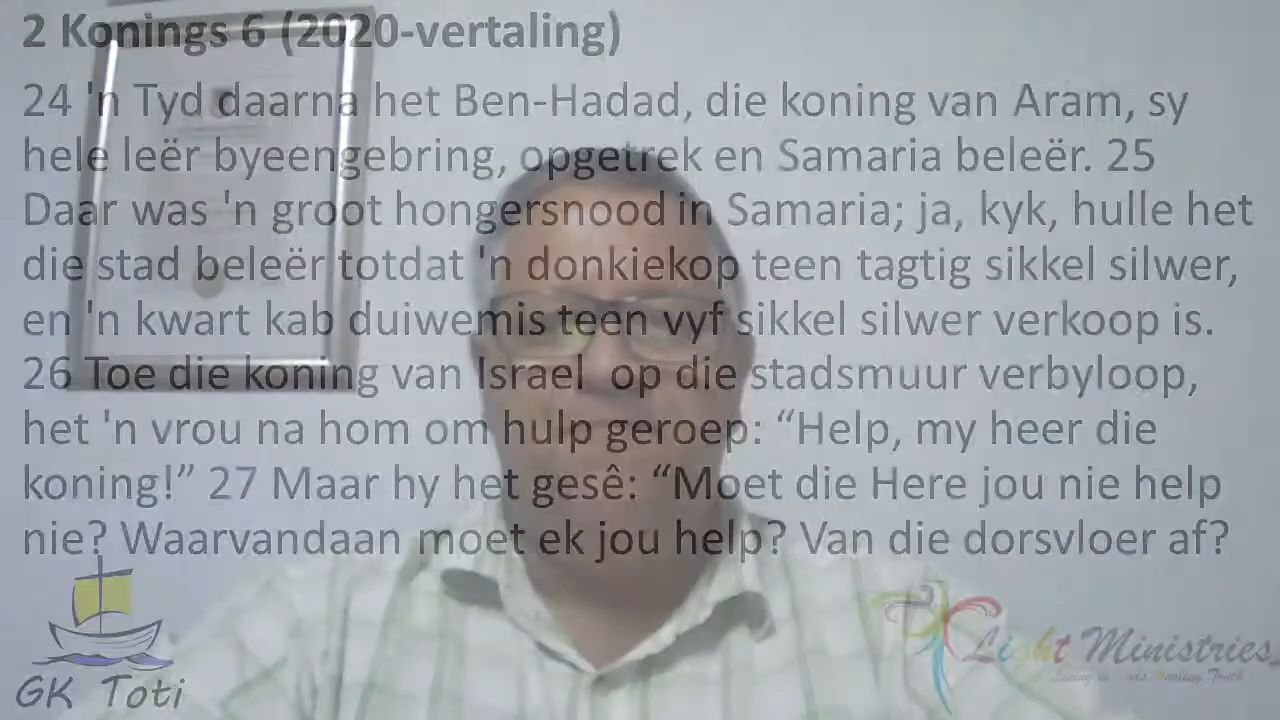 2 Konings 6 (2020-vertaling)
24 'n Tyd daarna het Ben-Hadad, die koning van Aram, sy
hele leër byeengebring, opgetrek en Samaria beleër. 25
Daar was 'n groot hongersnood in Samaria; ja, kyk, hulle het
die stad beleër totdat 'n donkiekop teen tagtig sikkel silwer,
en 'n kwart kab duiwemis teen vyf sikkel silwer verkoop is.
26 Toe die koning van Israel op die stadsmuur verbyloop,
het 'n vrou na hom om hulp geroep: “Help, my heer die
koning!” 27 Maar hy het gesê: “Moet die Here jou nie help
nie? Waarvandaan moet ek jou help? Van die dorsvloer af?
GK Toti
Light Ministries
Living in